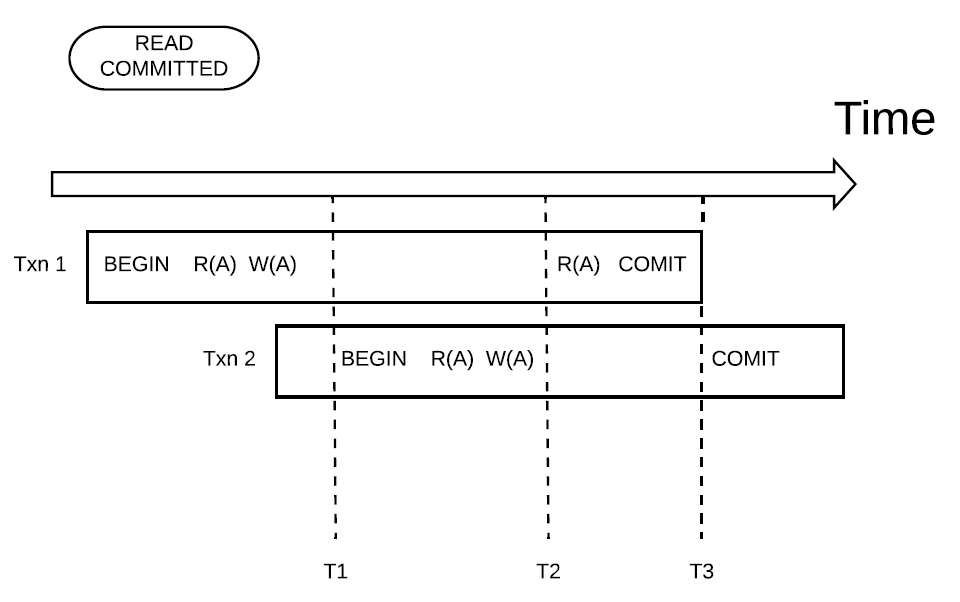 READ
COMMITTED
Time
Txn 1 BEGIN R(A) W(A) R(A) COMIT
Txn 2 BEGIN R(A) W(A) COMIT
T1 T2 T3